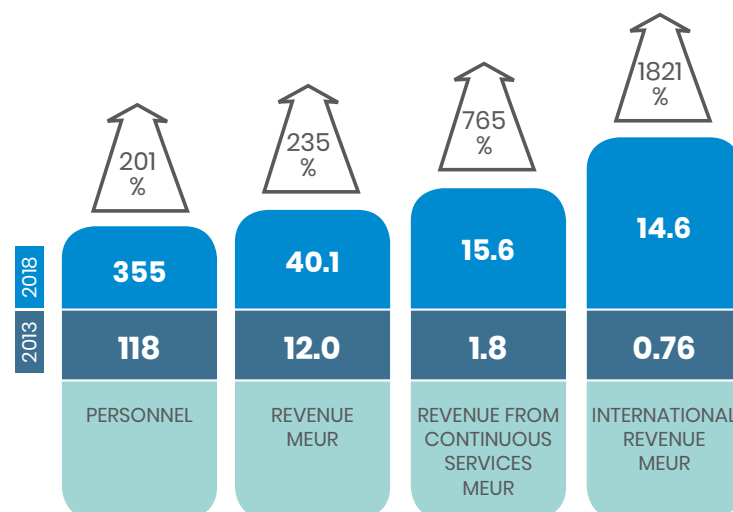 201
%
235
%
765
%
1821
%
2018
355
40.1
15.6
14.6
2013
118
12.0
1.8
0.76
PERSONNEL
REVENUE
MEUR
REVENUE FROM
CONTINUOUS
SERVICES
MEUR
INTERNATIONAL
REVENUE
MEUR